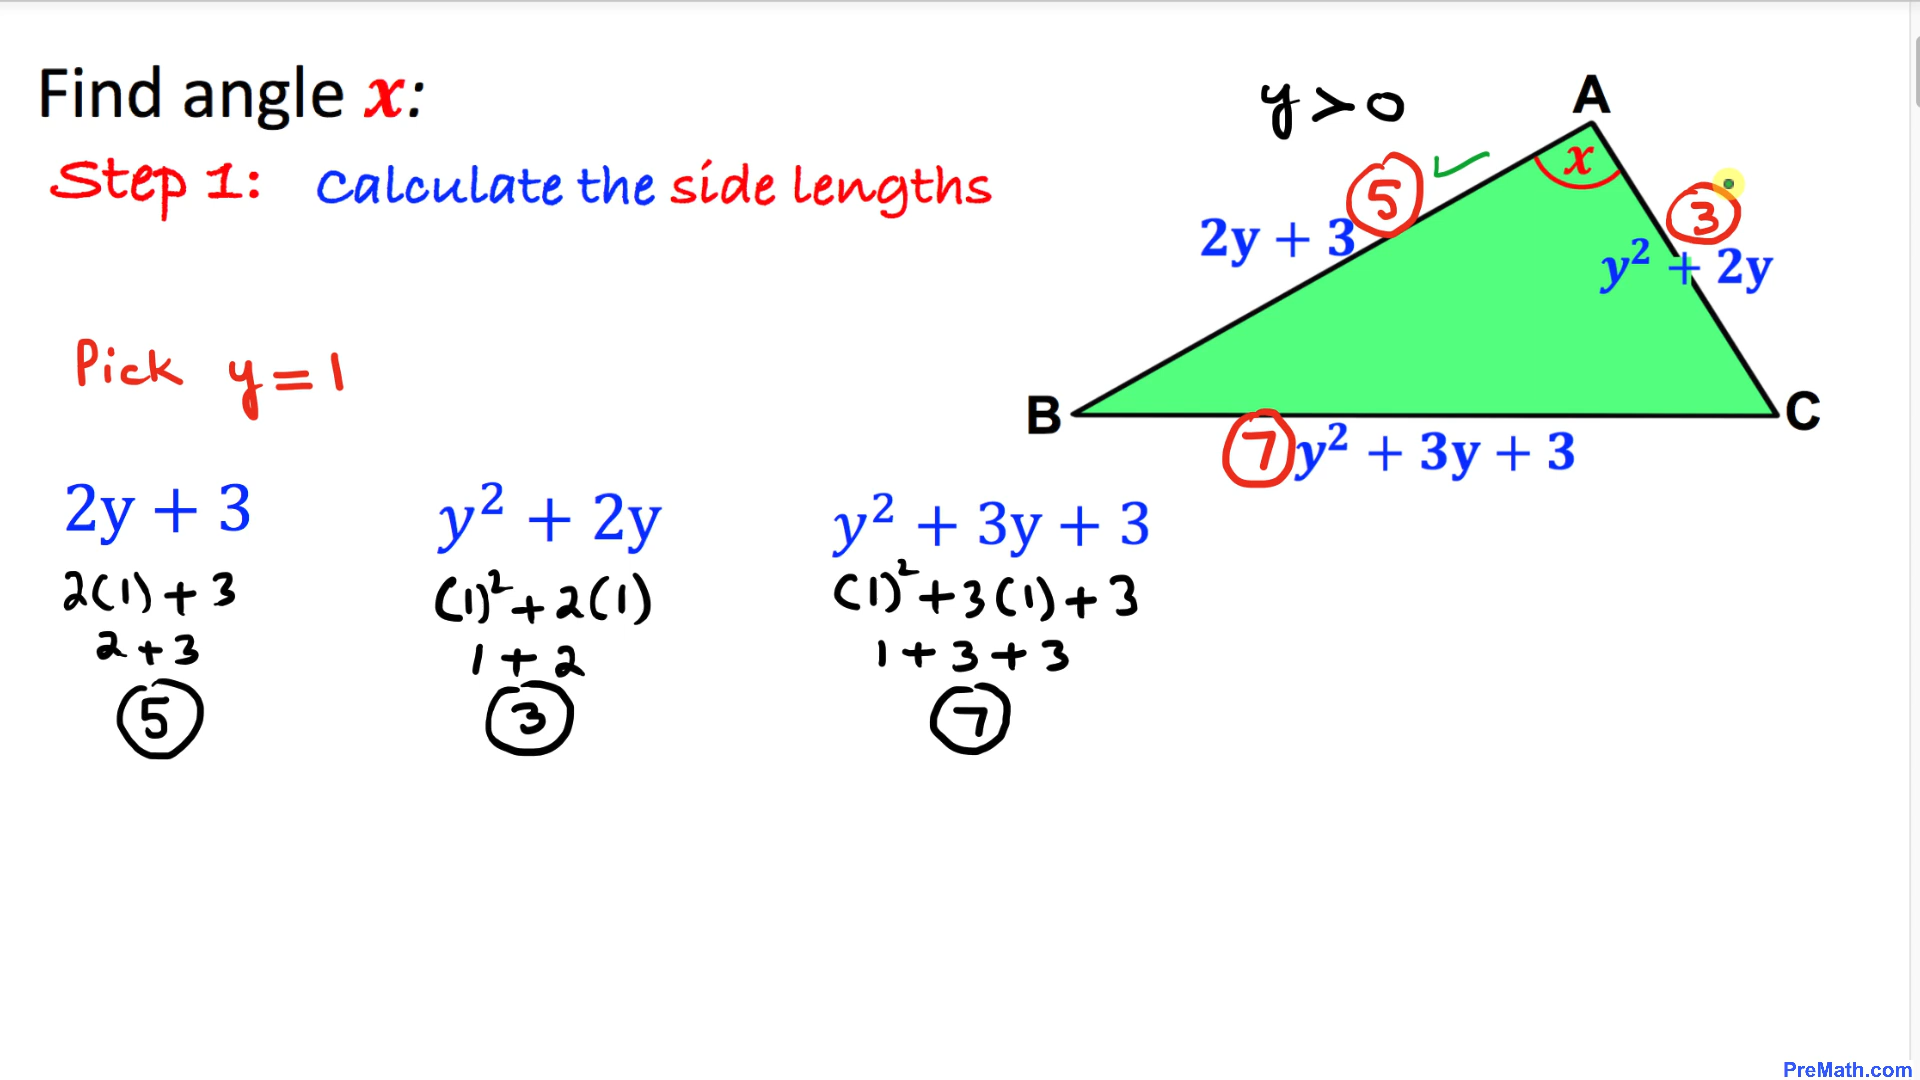 Find angle x:
Step 1: Calculate the side lengths
y > 0
A
x
5
3
2y + 3
y² + 2y
B
C
7
y² + 3y + 3
Pick y = 1
2y + 3
y² + 2y
y² + 3y + 3
2(1) + 3
(1)² + 2(1)
(1)² + 3(1) + 3
2 + 3
1 + 2
1 + 3 + 3
5
3
7
PreMath.com